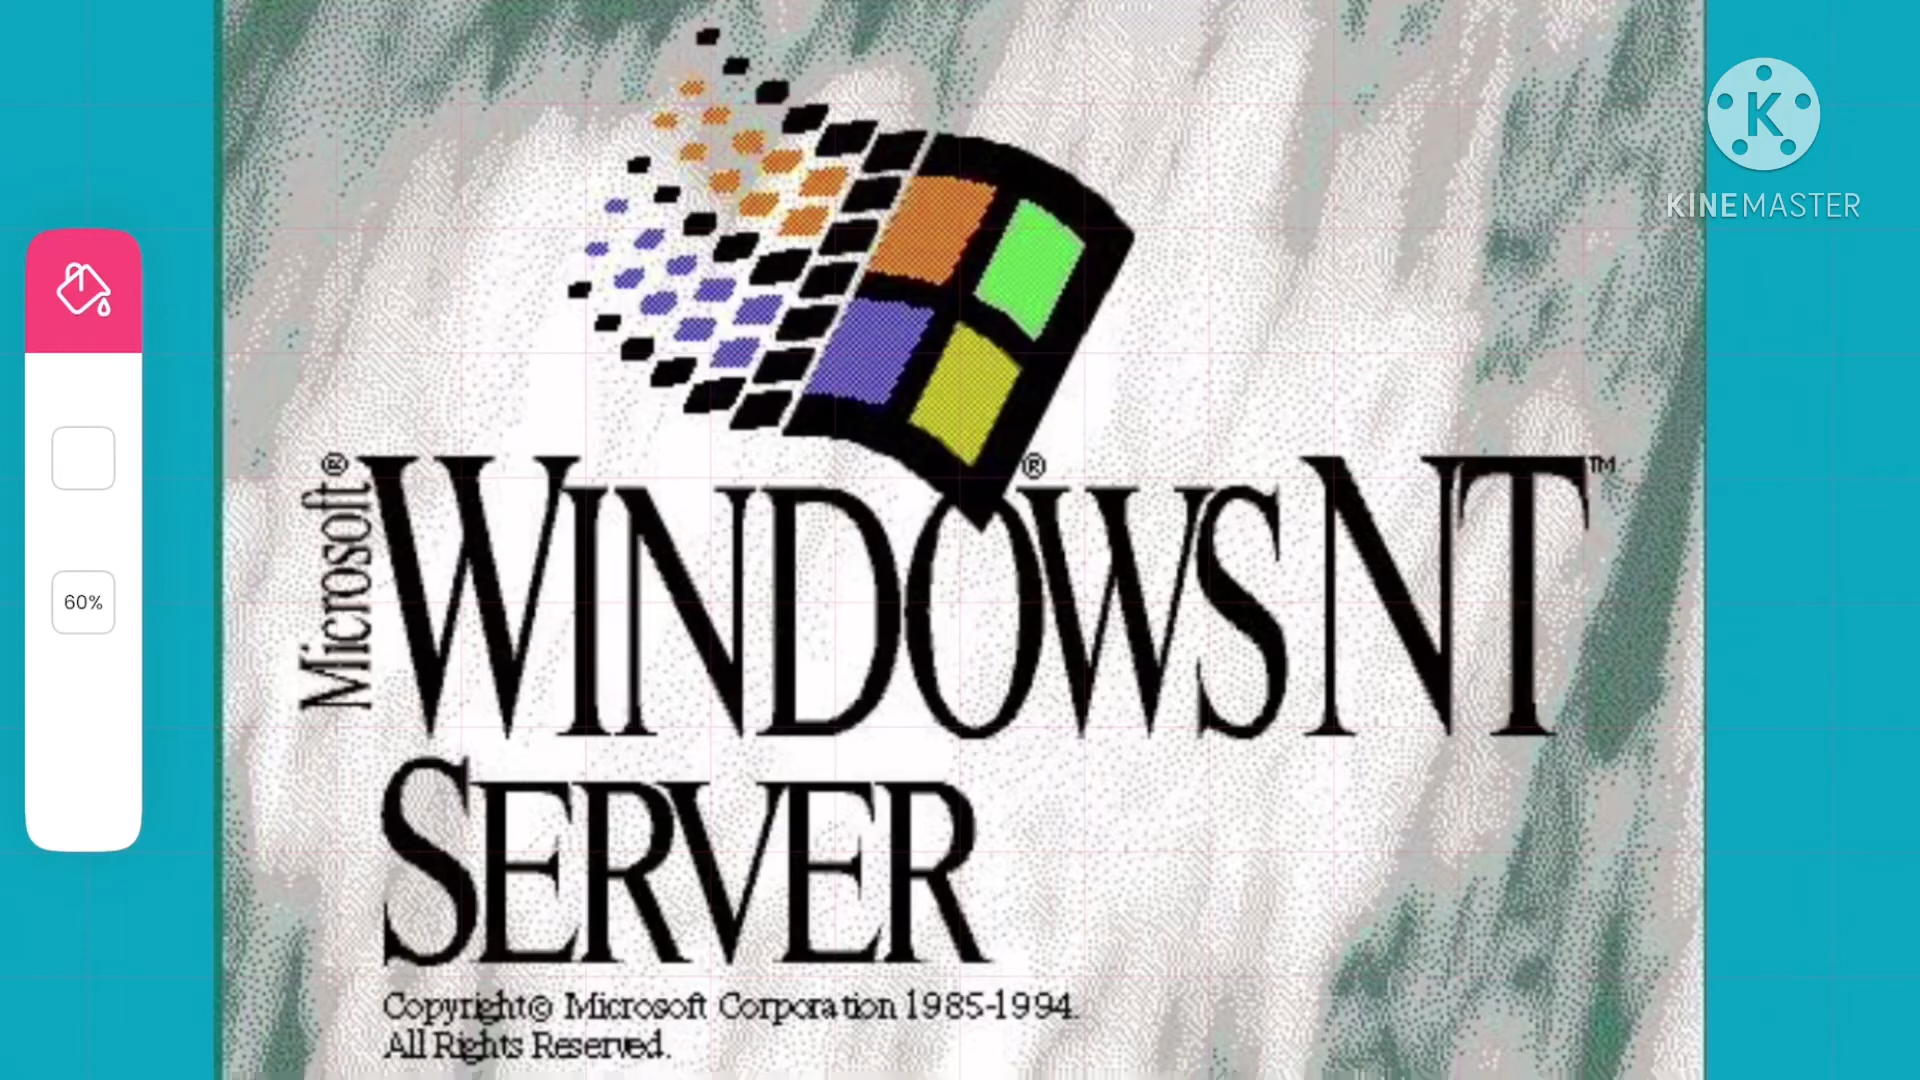 K
KINEMASTER
60%
Microsoft®
WINDOWS® NT™
SERVER
Copyright© Microsoft Corporation 1985-1994.
All Rights Reserved.